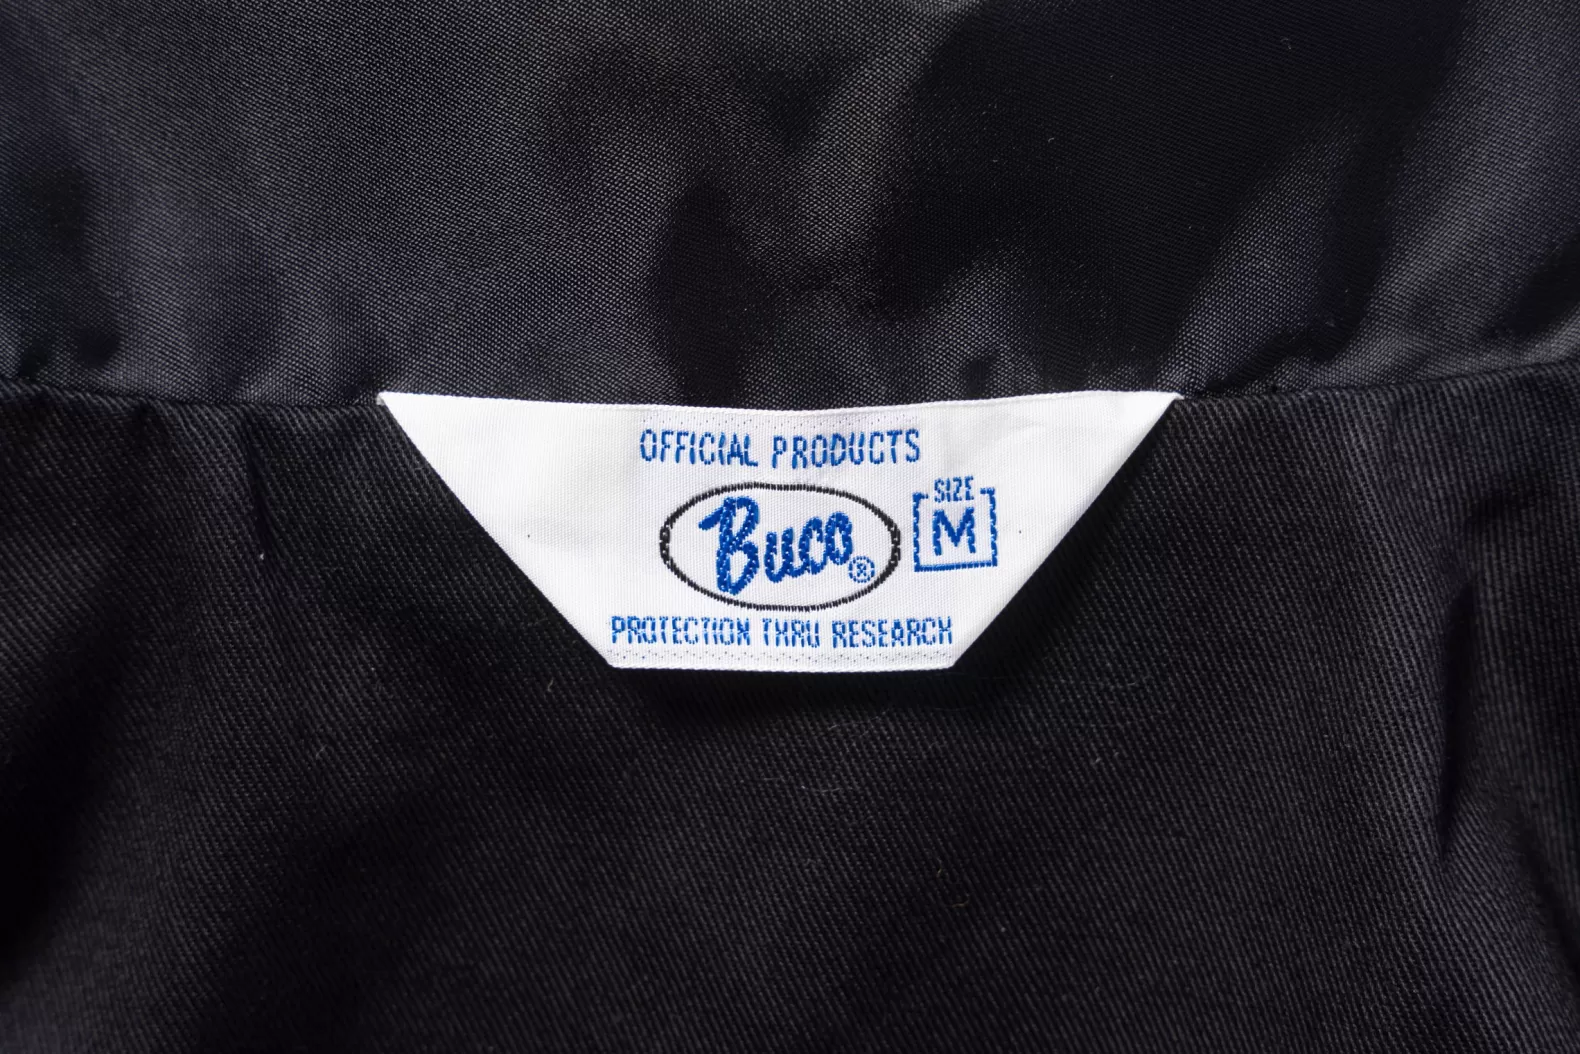 OFFICIAL PRODUCTS
Buco®
SIZE
M
PROTECTION THRU RESEARCH